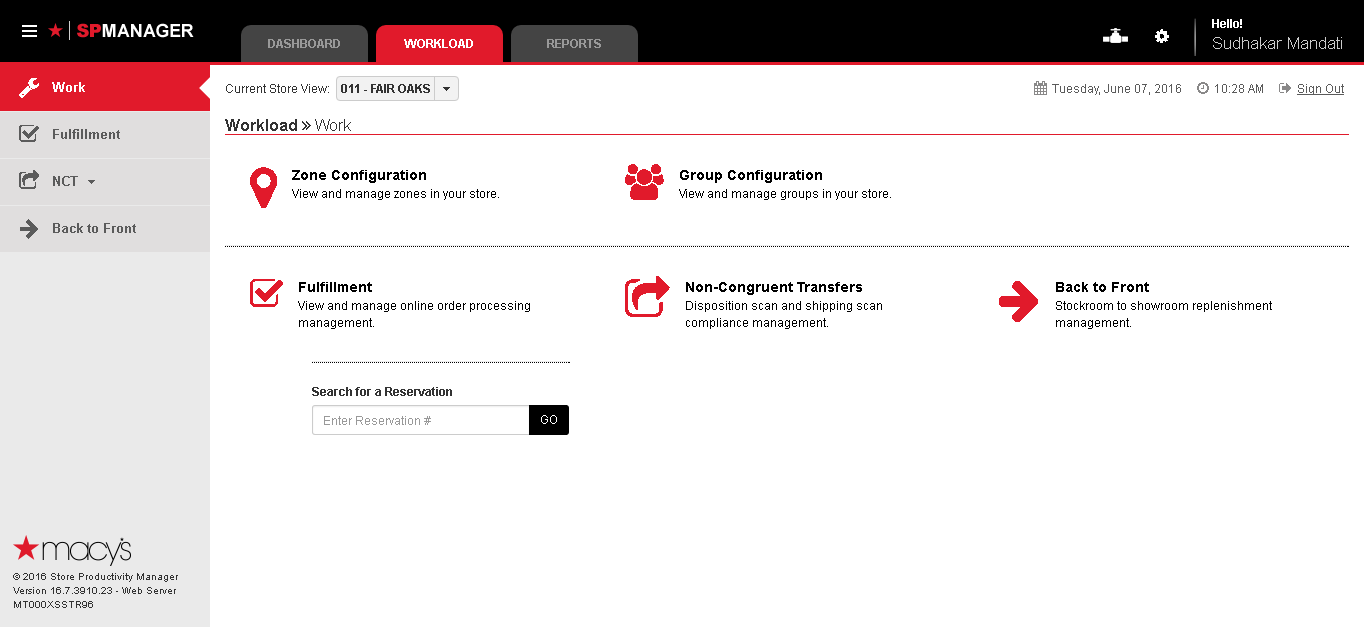 SPMANAGER
DASHBOARD
WORKLOAD
REPORTS
Hello!
Sudhakar Mandati
Work
Fulfillment
NCT
Back to Front
Current Store View: 011 - FAIR OAKS
Tuesday, June 07, 2016 10:28 AM Sign Out
Workload » Work
Zone Configuration
View and manage zones in your store.
Group Configuration
View and manage groups in your store.
Fulfillment
View and manage online order processing
management.
Non-Congruent Transfers
Disposition scan and shipping scan
compliance management.
Back to Front
Stockroom to showroom replenishment
management.
Search for a Reservation
Enter Reservation # GO
macy's
© 2016 Store Productivity Manager
Version 16.7.3910.23 - Web Server
MT000XSSTR96